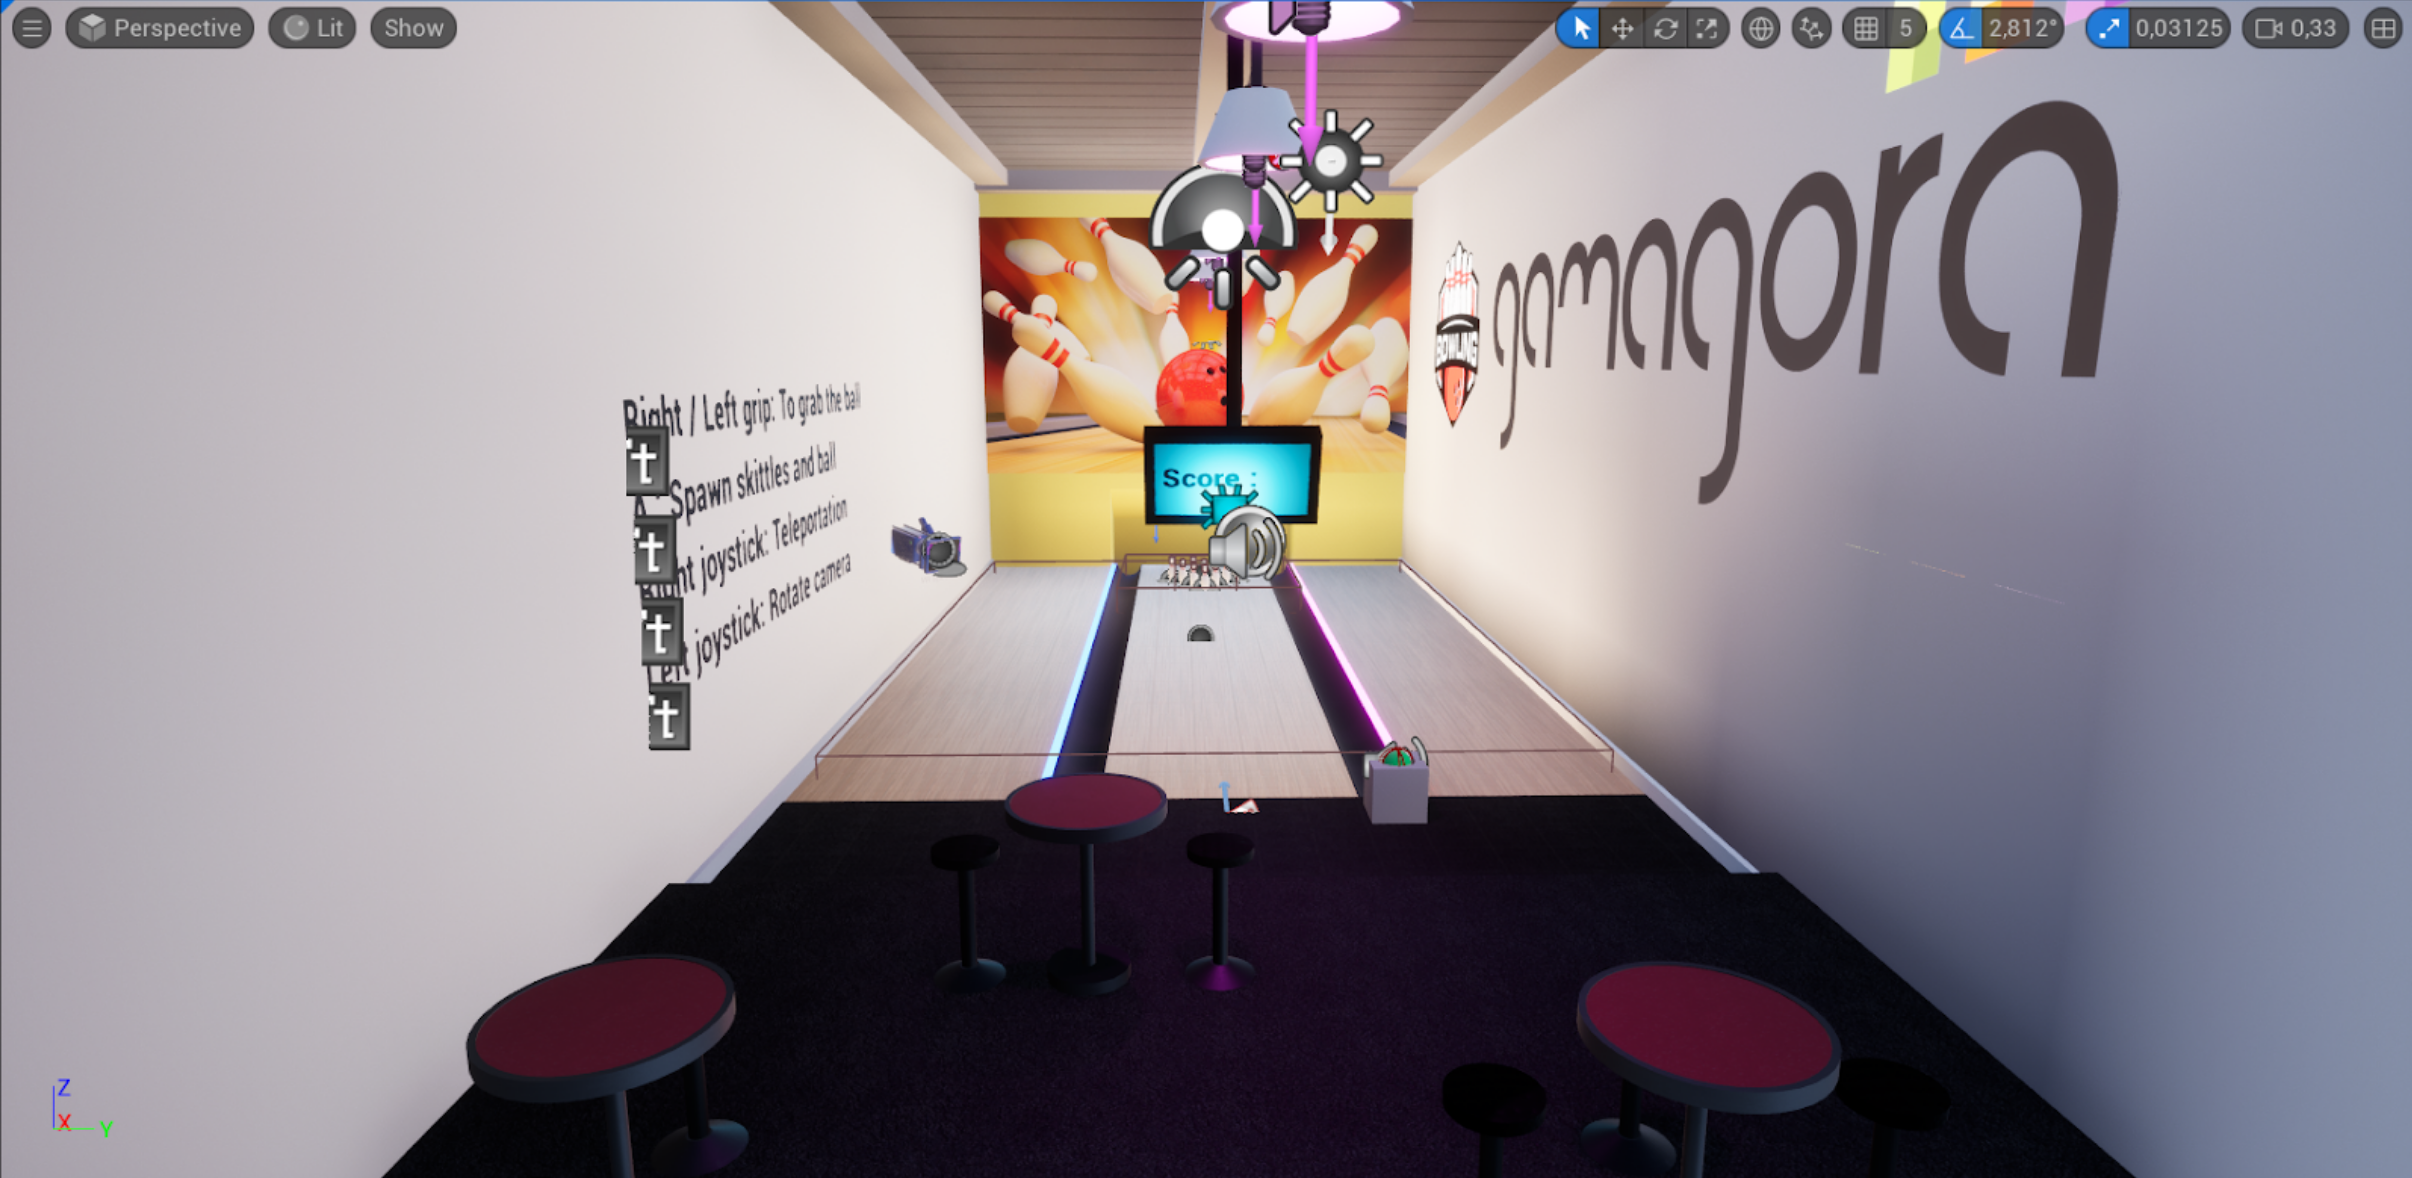 Perspective
Lit
Show
5
2,812°
0,03125
0,33
gamagora
BOWLING
Right / Left grip: To grab the ball
Spawn skittles and ball
joystick: Teleportation
joystick: Rotate camera
Score :
t
t
t
t
Z
X
Y